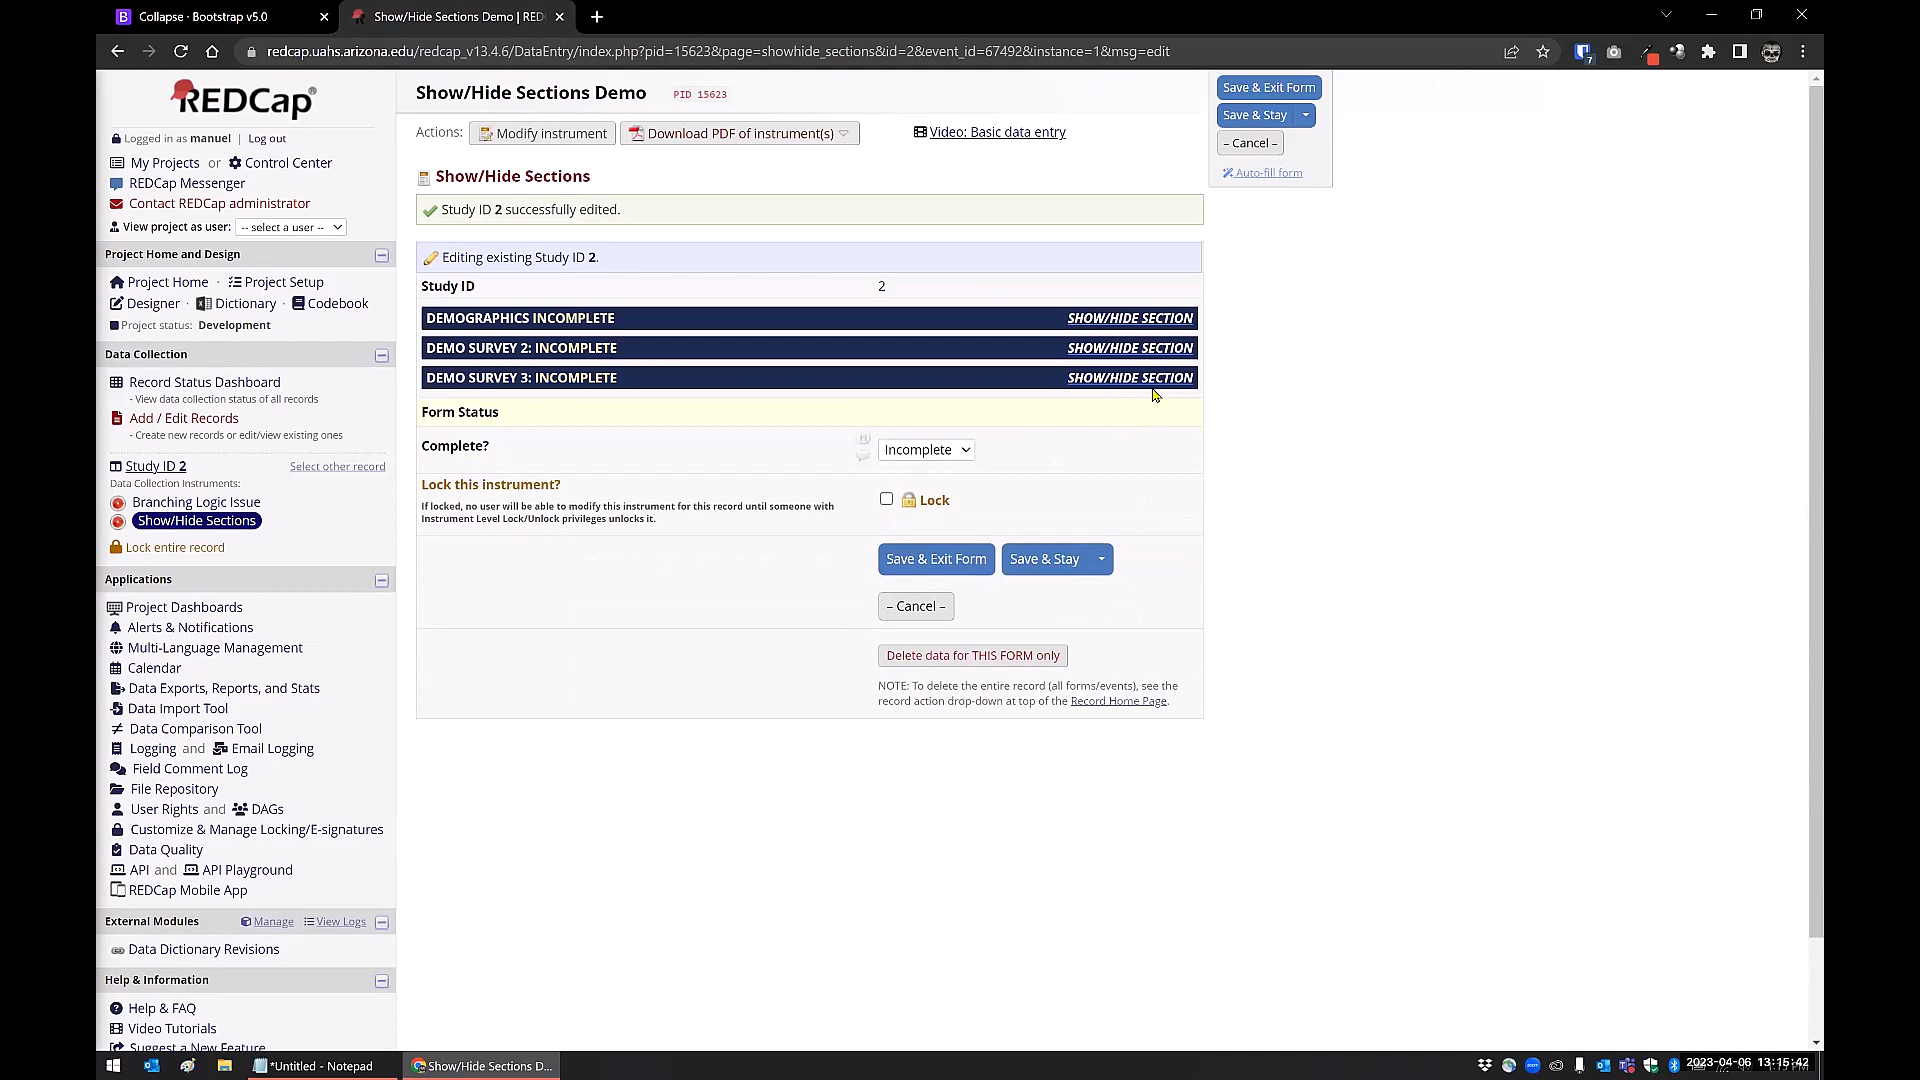 Collapse · Bootstrap v5.0
Show/Hide Sections Demo | RED
redcap.uahs.arizona.edu/redcap_v13.4.6/DataEntry/index.php?pid=15623&page=showhide_sections&id=2&event_id=67492&instance=1&msg=edit
7
REDCap
Logged in as manuel | Log out
My Projects or Control Center
REDCap Messenger
Contact REDCap administrator
View project as user: -- select a user --
Project Home and Design
Project Home · Project Setup
Designer · Dictionary · Codebook
Project status: Development
Data Collection
Record Status Dashboard
- View data collection status of all records
Add / Edit Records
- Create new records or edit/view existing ones
Study ID 2 Select other record
Data Collection Instruments:
Branching Logic Issue
Show/Hide Sections
Lock entire record
Applications
Project Dashboards
Alerts & Notifications
Multi-Language Management
Calendar
Data Exports, Reports, and Stats
Data Import Tool
Data Comparison Tool
Logging and Email Logging
Field Comment Log
File Repository
User Rights and DAGs
Customize & Manage Locking/E-signatures
Data Quality
API and API Playground
REDCap Mobile App
External Modules Manage View Logs
Data Dictionary Revisions
Help & Information
Help & FAQ
Video Tutorials
Suggest a New Feature
Show/Hide Sections Demo PID 15623
Actions: Modify instrument Download PDF of instrument(s) Video: Basic data entry
Show/Hide Sections
Study ID 2 successfully edited.
Editing existing Study ID 2.
Study ID 2
DEMOGRAPHICS INCOMPLETE SHOW/HIDE SECTION
DEMO SURVEY 2: INCOMPLETE SHOW/HIDE SECTION
DEMO SURVEY 3: INCOMPLETE SHOW/HIDE SECTION
Form Status
Complete? Incomplete
Lock this instrument?
If locked, no user will be able to modify this instrument for this record until someone with
Instrument Level Lock/Unlock privileges unlocks it.
Lock
Save & Exit Form Save & Stay
– Cancel –
Delete data for THIS FORM only
NOTE: To delete the entire record (all forms/events), see the
record action drop-down at top of the Record Home Page.
Save & Exit Form
Save & Stay
– Cancel –
Auto-fill form
*Untitled - Notepad
Show/Hide Sections D...
2023-04-06 13:15:42